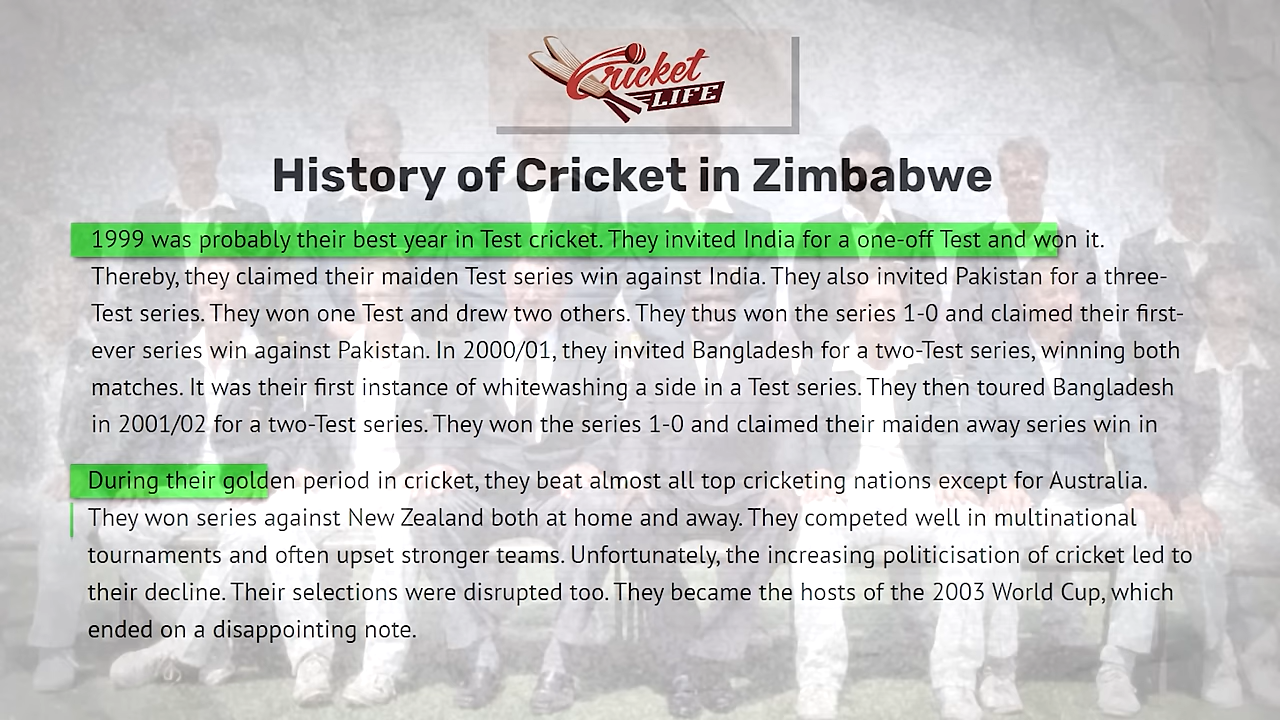 Cricket
LIFE
History of Cricket in Zimbabwe
1999 was probably their best year in Test cricket. They invited India for a one-off Test and won it.
Thereby, they claimed their maiden Test series win against India. They also invited Pakistan for a three-
Test series. They won one Test and drew two others. They thus won the series 1-0 and claimed their first-
ever series win against Pakistan. In 2000/01, they invited Bangladesh for a two-Test series, winning both
matches. It was their first instance of whitewashing a side in a Test series. They then toured Bangladesh
in 2001/02 for a two-Test series. They won the series 1-0 and claimed their maiden away series win in
During their golden period in cricket, they beat almost all top cricketing nations except for Australia.
They won series against New Zealand both at home and away. They competed well in multinational
tournaments and often upset stronger teams. Unfortunately, the increasing politicisation of cricket led to
their decline. Their selections were disrupted too. They became the hosts of the 2003 World Cup, which
ended on a disappointing note.